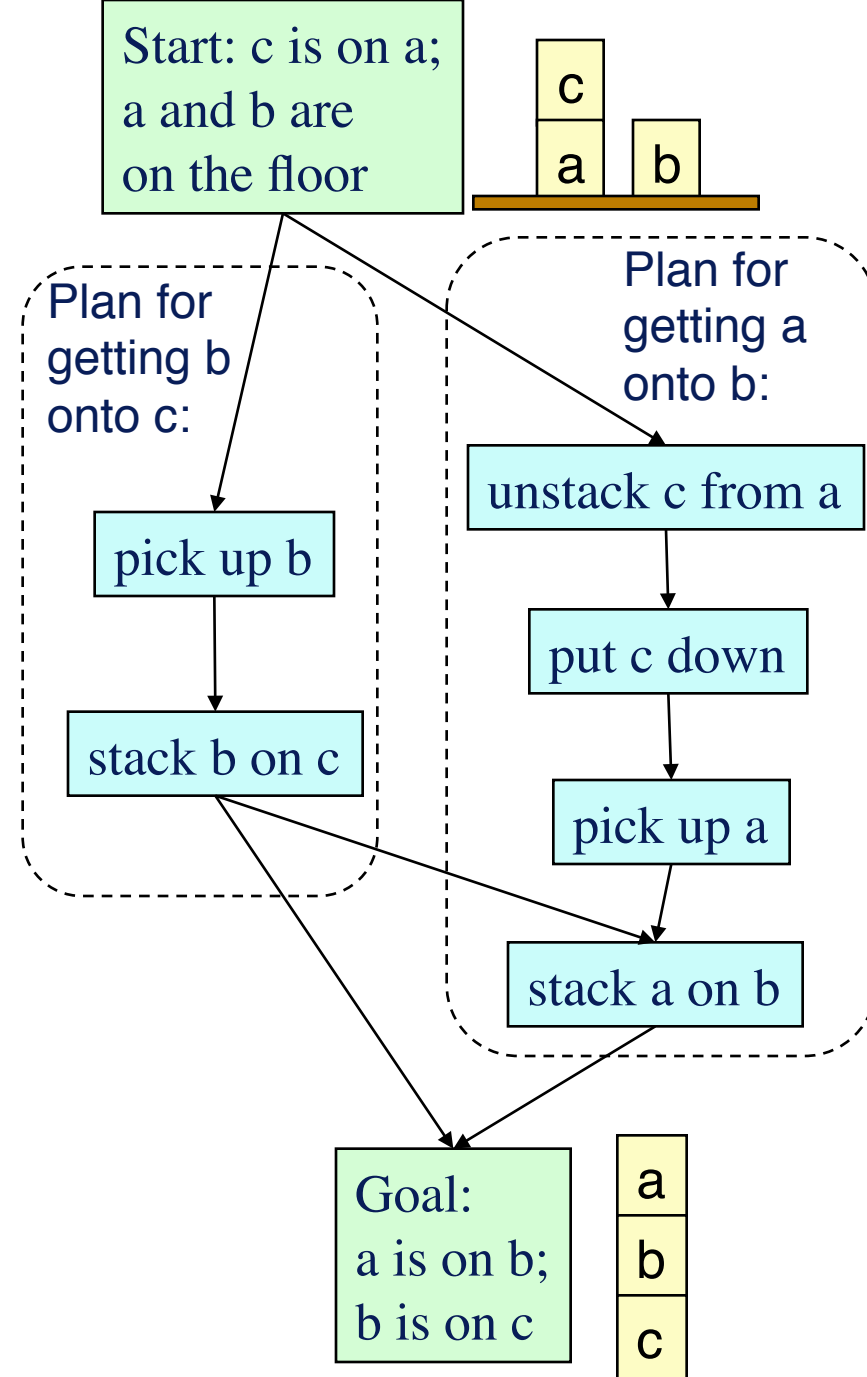 Start: c is on a;
a and b are
on the floor
c
a
b
Plan for
getting b
onto c:
Plan for
getting a
onto b:
unstack c from a
pick up b
put c down
stack b on c
pick up a
stack a on b
Goal:
a is on b;
b is on c
a
b
c